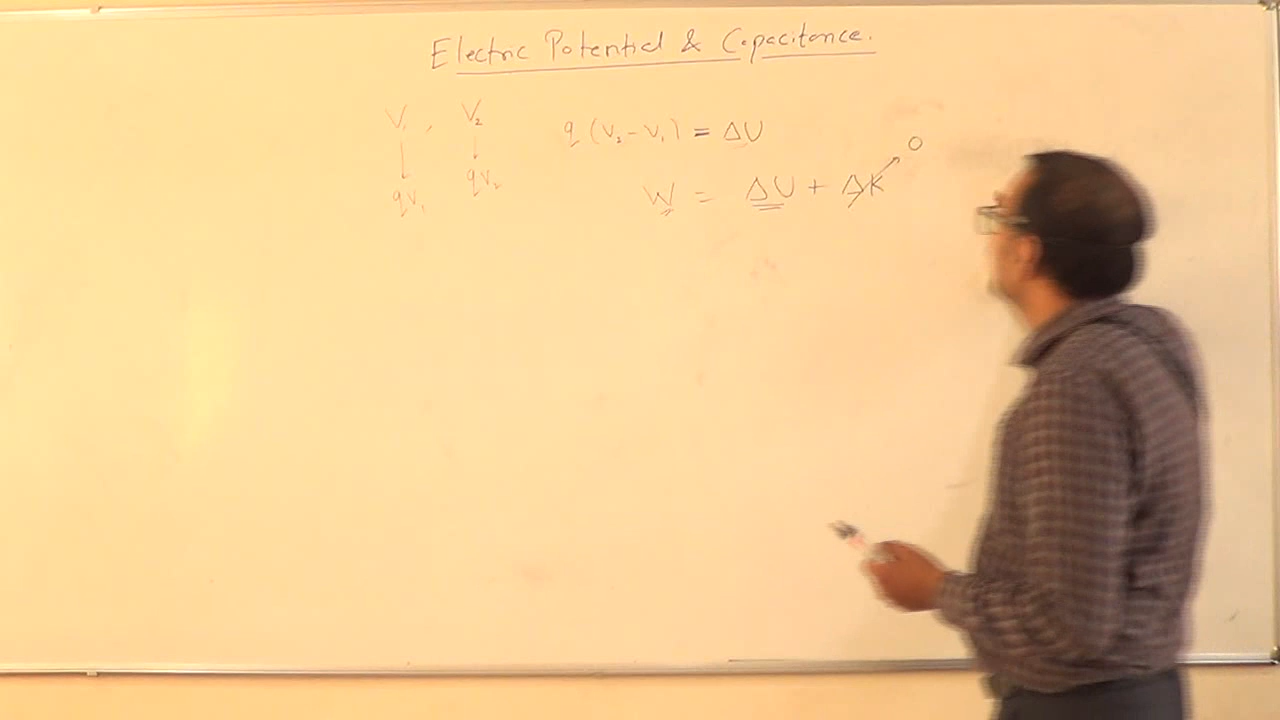 Electric Potential & Capacitance.
V₁ , V₂ q (V₂ - V₁) = ΔU
qV₁ qV₂ W = ΔU + ΔK 0